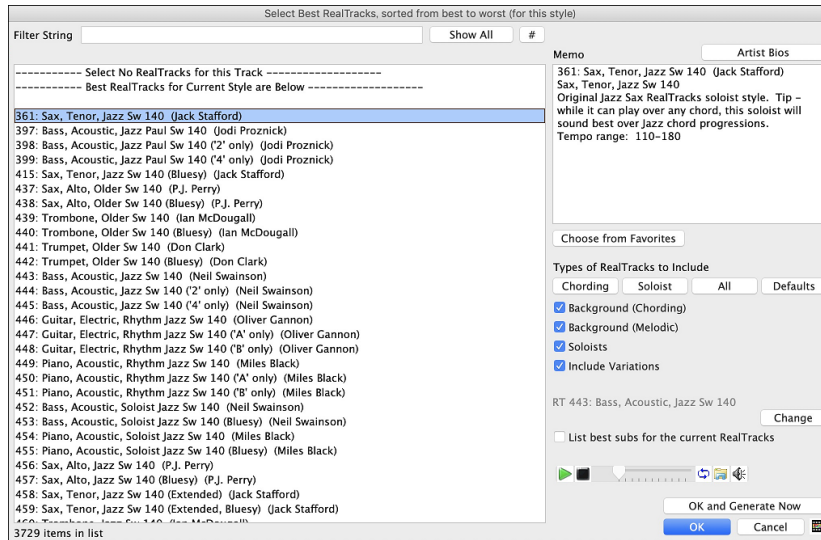 Select Best RealTracks, sorted from best to worst (for this style)
Filter String
Show All
#
----------- Select No RealTracks for this Track -------------------
----------- Best RealTracks for Current Style are Below -------------------
361: Sax, Tenor, Jazz Sw 140 (Jack Stafford)
397: Bass, Acoustic, Jazz Paul Sw 140 (Jodi Proznick)
398: Bass, Acoustic, Jazz Paul Sw 140 ('2' only) (Jodi Proznick)
399: Bass, Acoustic, Jazz Paul Sw 140 ('4' only) (Jodi Proznick)
415: Sax, Tenor, Jazz Sw 140 (Bluesy) (Jack Stafford)
437: Sax, Alto, Older Sw 140 (P.J. Perry)
438: Sax, Alto, Older Sw 140 (Bluesy) (P.J. Perry)
439: Trombone, Older Sw 140 (Ian McDougall)
440: Trombone, Older Sw 140 (Bluesy) (Ian McDougall)
441: Trumpet, Older Sw 140 (Don Clark)
442: Trumpet, Older Sw 140 (Bluesy) (Don Clark)
443: Bass, Acoustic, Jazz Sw 140 (Neil Swainson)
444: Bass, Acoustic, Jazz Sw 140 ('2' only) (Neil Swainson)
445: Bass, Acoustic, Jazz Sw 140 ('4' only) (Neil Swainson)
446: Guitar, Electric, Rhythm Jazz Sw 140 (Oliver Gannon)
447: Guitar, Electric, Rhythm Jazz Sw 140 ('A' only) (Oliver Gannon)
448: Guitar, Electric, Rhythm Jazz Sw 140 ('B' only) (Oliver Gannon)
449: Piano, Acoustic, Rhythm Jazz Sw 140 (Miles Black)
450: Piano, Acoustic, Rhythm Jazz Sw 140 ('A' only) (Miles Black)
451: Piano, Acoustic, Rhythm Jazz Sw 140 ('B' only) (Miles Black)
452: Bass, Acoustic, Soloist Jazz Sw 140 (Neil Swainson)
453: Bass, Acoustic, Soloist Jazz Sw 140 (Bluesy) (Neil Swainson)
454: Piano, Acoustic, Soloist Jazz Sw 140 (Miles Black)
455: Piano, Acoustic, Soloist Jazz Sw 140 (Bluesy) (Miles Black)
456: Sax, Alto, Jazz Sw 140 (P.J. Perry)
457: Sax, Alto, Jazz Sw 140 (Bluesy) (P.J. Perry)
458: Sax, Tenor, Jazz Sw 140 (Extended) (Jack Stafford)
459: Sax, Tenor, Jazz Sw 140 (Extended, Bluesy) (Jack Stafford)
460: Trombone, Jazz Sw 140 (Ian McDougall)
3729 items in list
Memo
Artist Bios
361: Sax, Tenor, Jazz Sw 140 (Jack Stafford)
Sax, Tenor, Jazz Sw 140
Original Jazz Sax RealTracks soloist style. Tip -
while it can play over any chord, this soloist will
sound best over Jazz chord progressions.
Tempo range: 110-180
Choose from Favorites
Types of RealTracks to Include
Chording
Soloist
All
Defaults
Background (Chording)
Background (Melodic)
Soloists
Include Variations
RT 443: Bass, Acoustic, Jazz Sw 140
Change
List best subs for the current RealTracks
OK and Generate Now
OK
Cancel